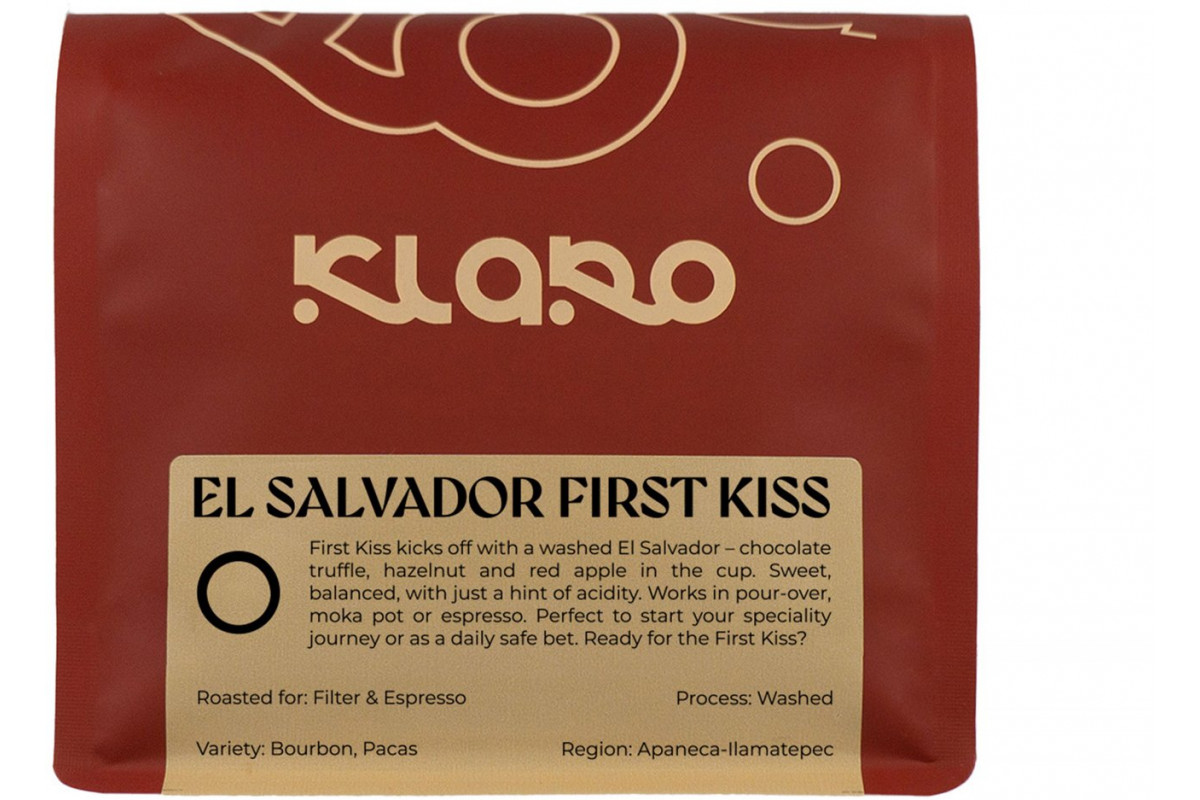 KLARO
EL SALVADOR FIRST KISS
First Kiss kicks off with a washed El Salvador – chocolate
truffle, hazelnut and red apple in the cup. Sweet,
balanced, with just a hint of acidity. Works in pour-over,
moka pot or espresso. Perfect to start your speciality
journey or as a daily safe bet. Ready for the First Kiss?
Roasted for: Filter & Espresso
Process: Washed
Variety: Bourbon, Pacas
Region: Apaneca-Ilamatepec